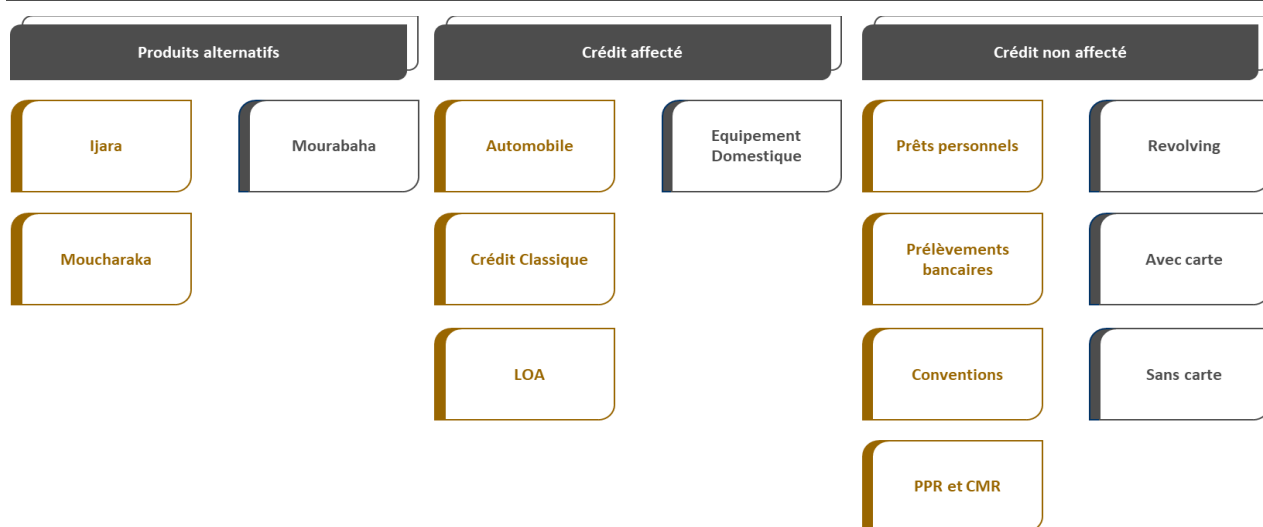 Produits alternatifs
Crédit affecté
Crédit non affecté
Ijara
Mourabaha
Automobile
Equipement
Domestique
Prêts personnels
Revolving
Moucharaka
Crédit Classique
Prélèvements
bancaires
Avec carte
LOA
Conventions
Sans carte
PPR et CMR